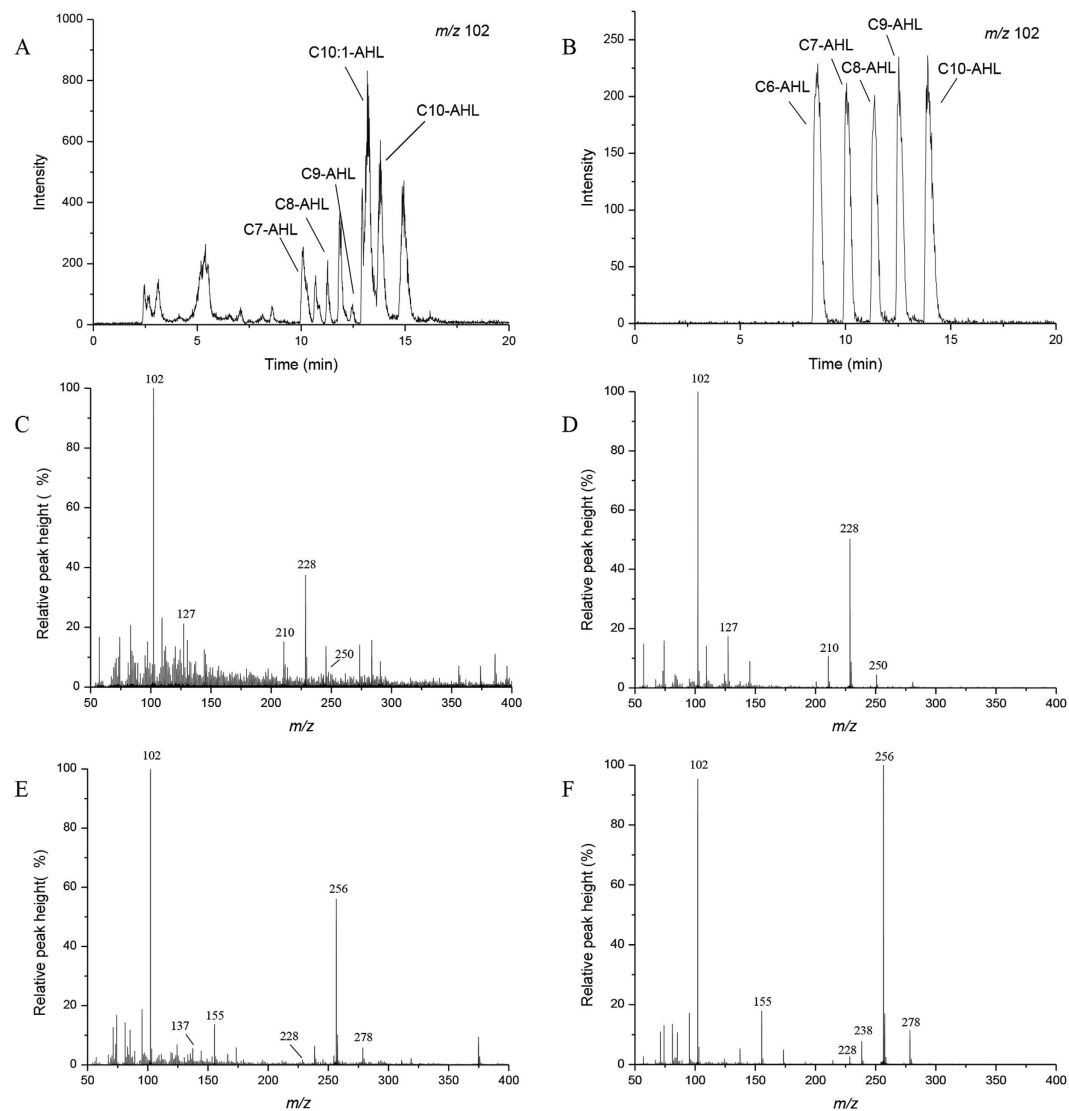 A
m/z 102
1000
800
600
400
200
0
Intensity
C10:1-AHL
C10-AHL
C9-AHL
C8-AHL
C7-AHL
0 5 10 15 20
Time (min)
B
m/z 102
250
200
150
100
50
0
Intensity
C9-AHL
C7-AHL
C8-AHL
C10-AHL
C6-AHL
0 5 10 15 20
Time (min)
C
100
80
60
40
20
0
Relative peak height ( %)
102
228
127
210
250
50 100 150 200 250 300 350 400
m/z
D
100
80
60
40
20
0
Relative peak height (%)
102
228
127
210
250
50 100 150 200 250 300 350 400
m/z
E
100
80
60
40
20
0
Relative peak height( %)
102
256
137
155
228
278
50 100 150 200 250 300 350 400
m/z
F
100
80
60
40
20
0
Relative peak height (%)
102
256
155
228
238
278
50 100 150 200 250 300 350 400
m/z